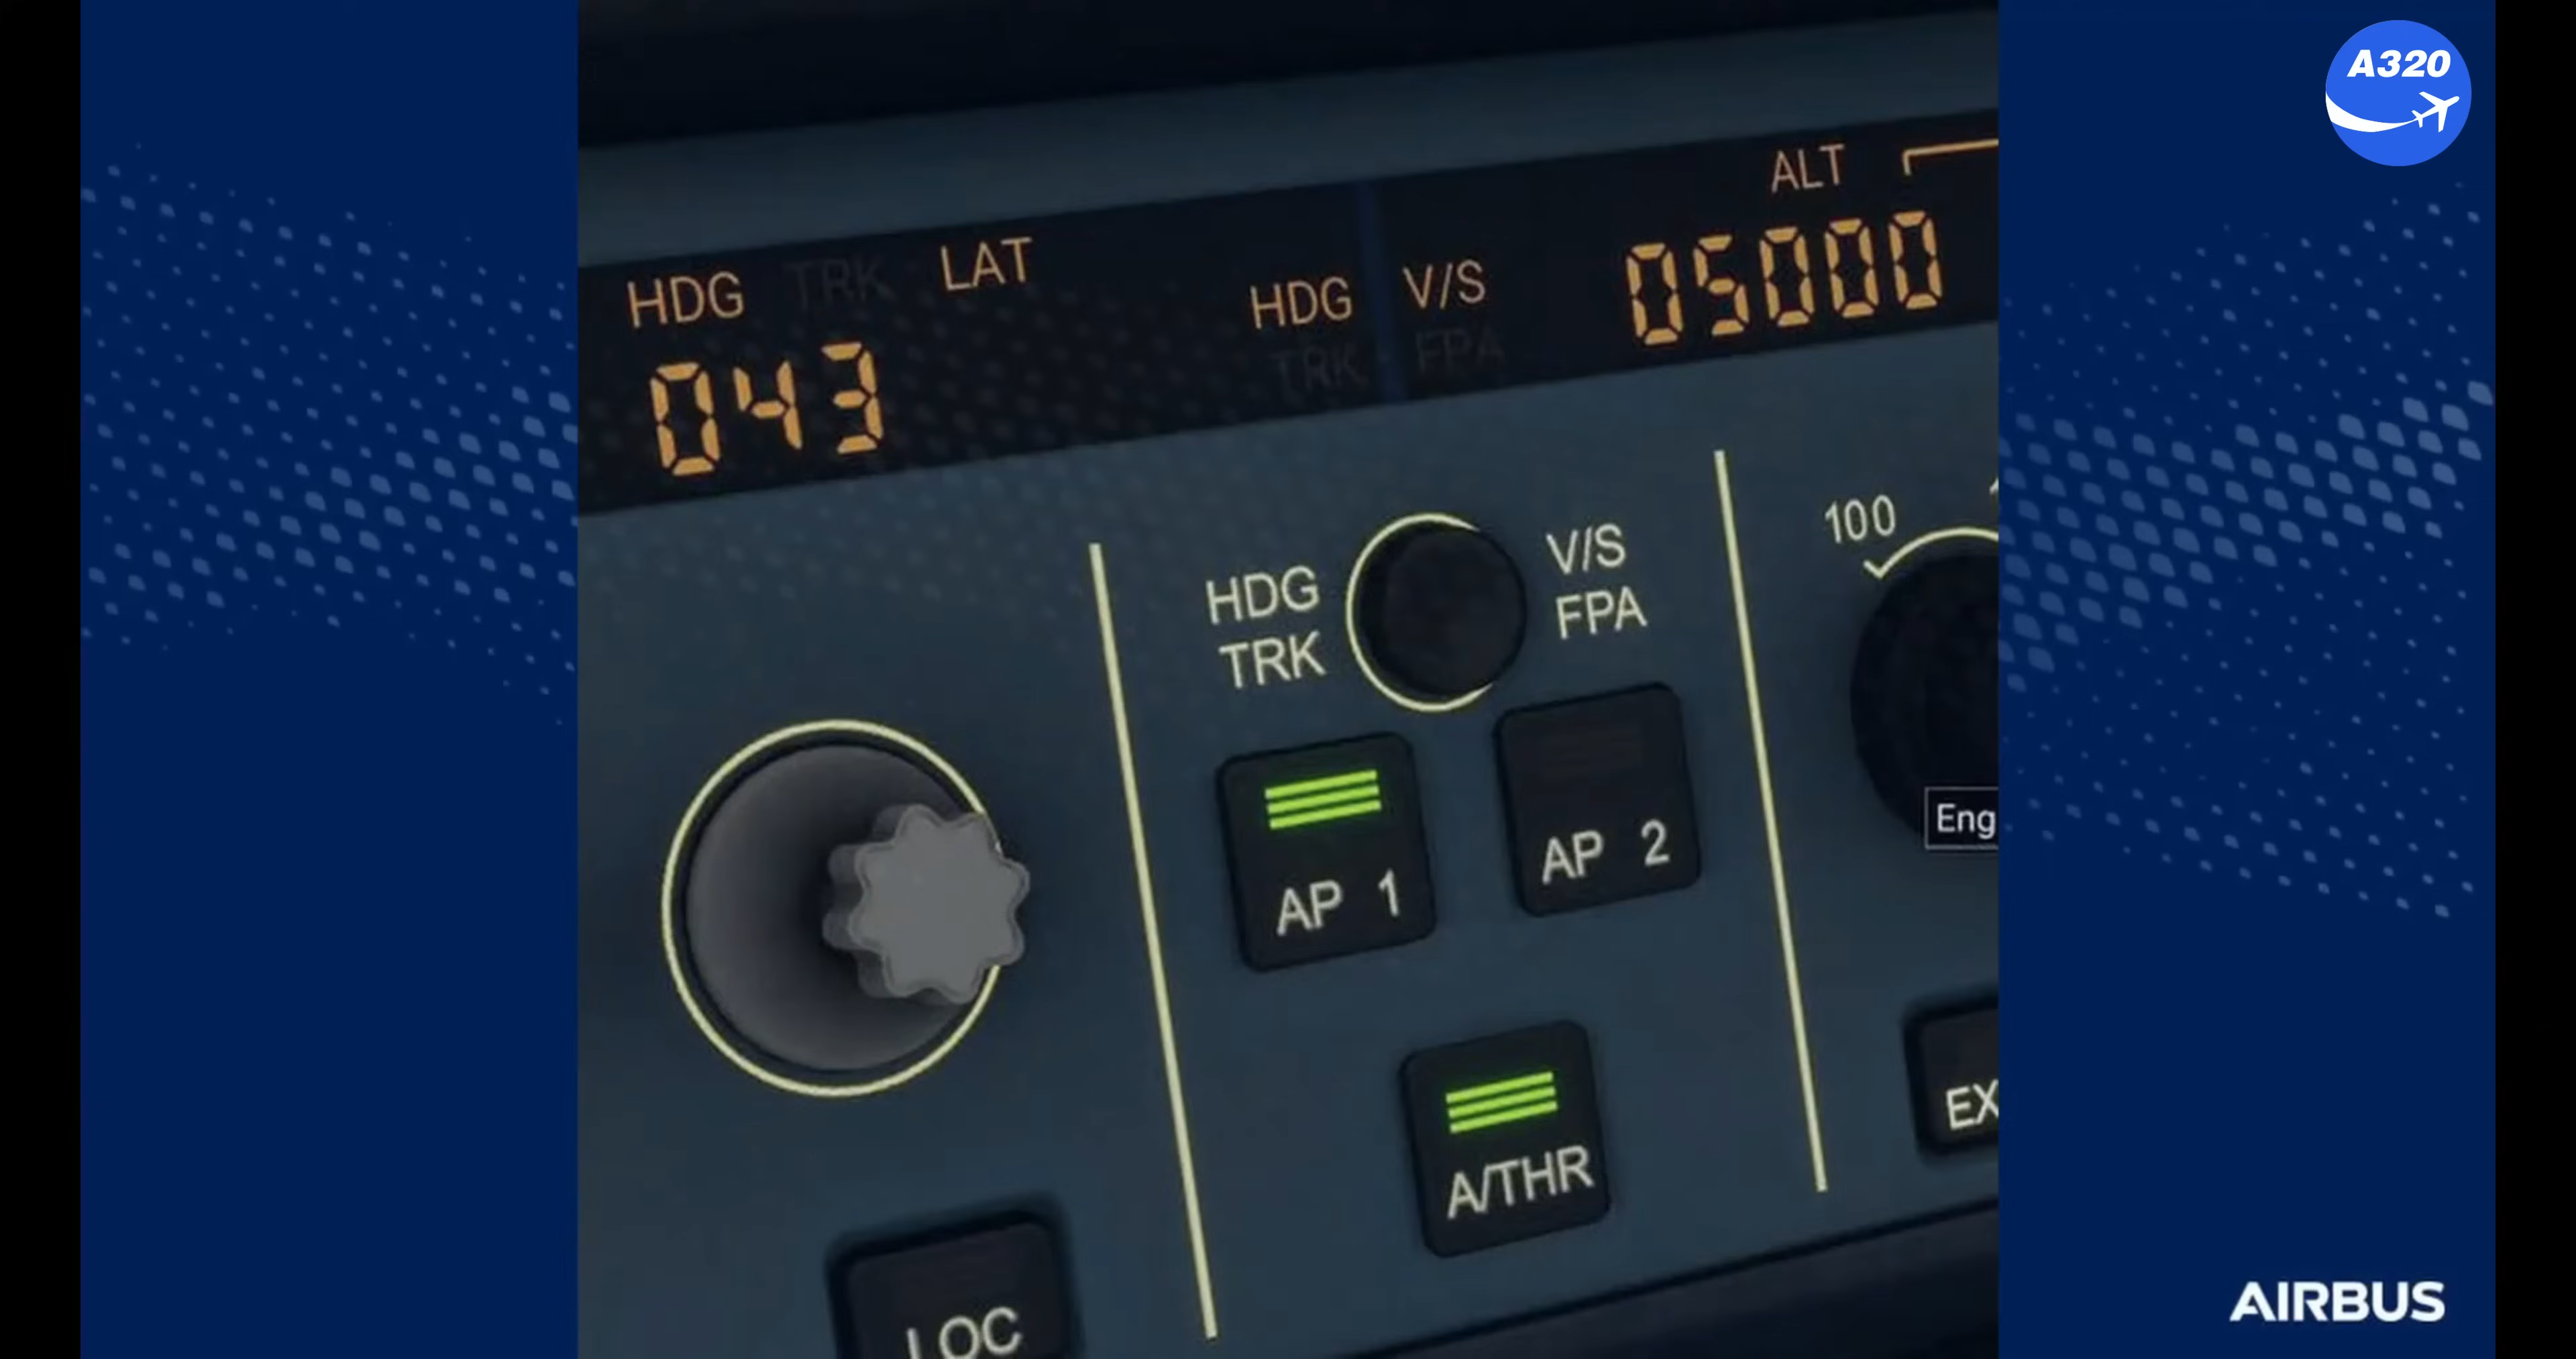 A320
ALT
HDG TRK LAT
HDG V/S
TRK FPA
05000
043
100
HDG V/S
TRK FPA
Eng
AP 1 AP 2
EX
A/THR
LOC
AIRBUS